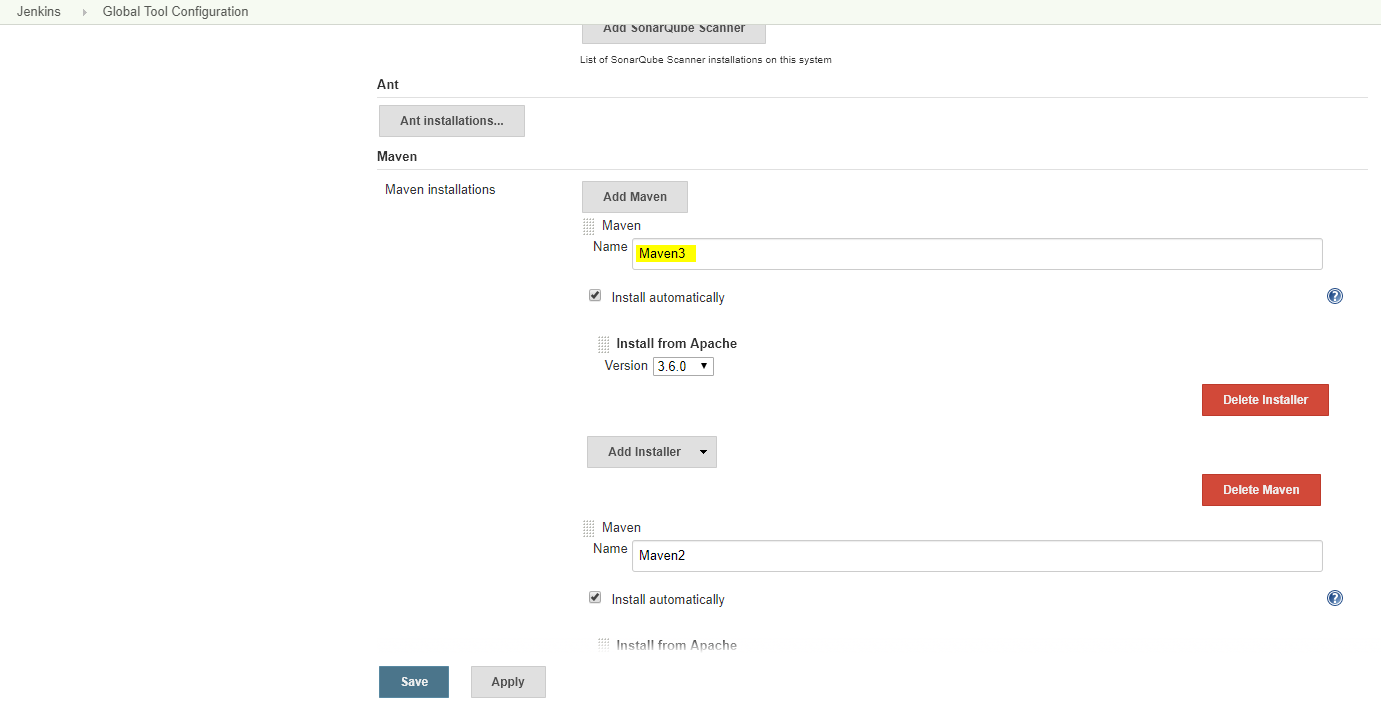 Jenkins Global Tool Configuration
Add SonarQube Scanner
List of SonarQube Scanner installations on this system
Ant
Ant installations...
Maven
Maven installations
Add Maven
Maven
Name Maven3
Install automatically
Install from Apache
Version 3.6.0
Delete Installer
Add Installer
Delete Maven
Maven
Name Maven2
Install automatically
Install from Apache
Save Apply